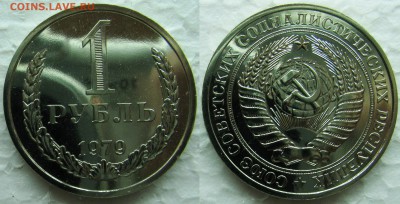 COINS.LAVE.RU
1
РУБЛЬ
1979
СОЮЗ СОВЕТСКИХ СОЦИАЛИСТИЧЕСКИХ РЕСПУБЛИК